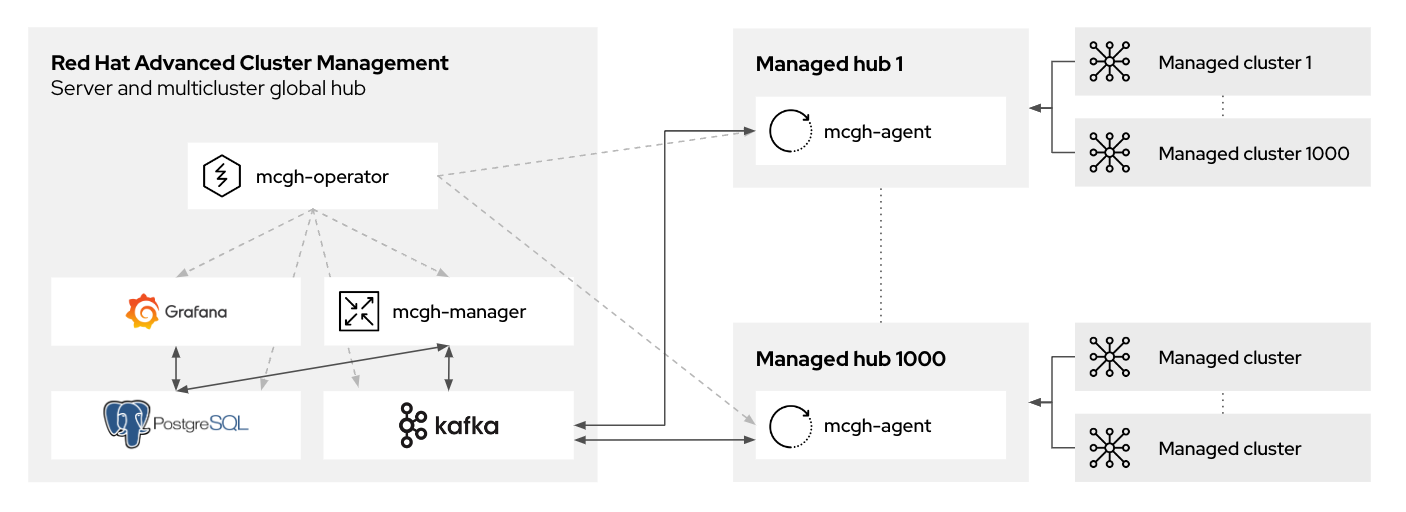 Red Hat Advanced Cluster Management
Server and multicluster global hub
mcgh-operator
Grafana
mcgh-manager
PostgreSQL
kafka
Managed hub 1
mcgh-agent
Managed hub 1000
mcgh-agent
Managed cluster 1
Managed cluster 1000
Managed cluster
Managed cluster